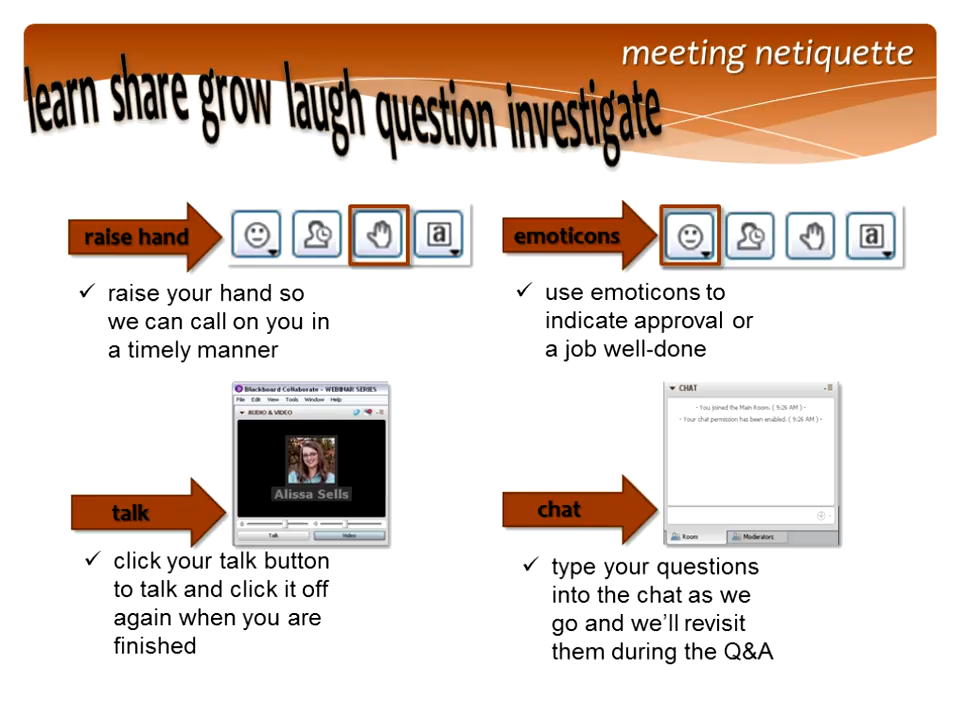 meeting netiquette
learn share grow laugh question investigate
raise hand
a
✓ raise your hand so
we can call on you in
a timely manner
emoticons
a
✓ use emoticons to
indicate approval or
a job well-done
talk
Blackboard Collaborate - WEBINAR SERIES
File Edit View Tools Window Help
AUDIO & VIDEO
Alissa Sells
Talk Video
✓ click your talk button
to talk and click it off
again when you are
finished
chat
CHAT
- You joined the Main Room. ( 9:26 AM ) -
- Your chat permission has been enabled. ( 9:26 AM ) -
Room Moderators
✓ type your questions
into the chat as we
go and we'll revisit
them during the Q&A